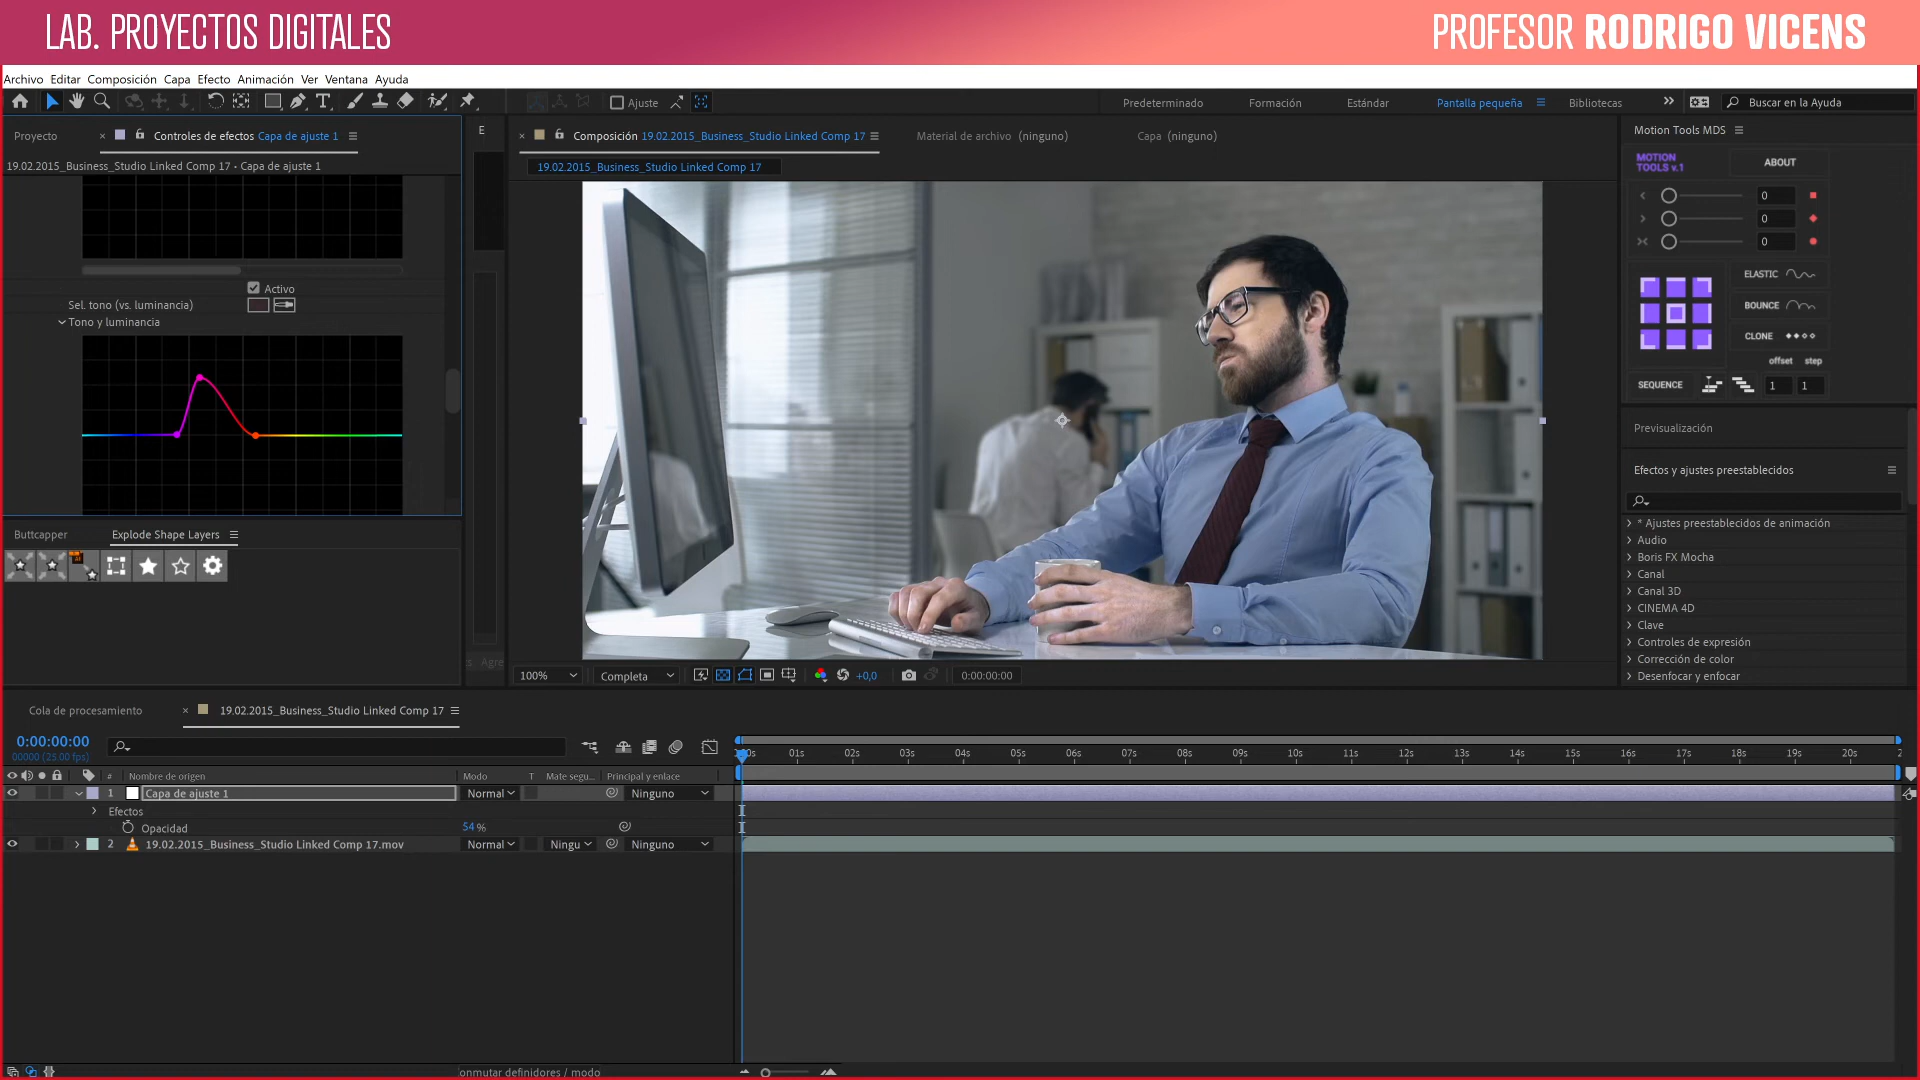 LAB. PROYECTOS DIGITALES
PROFESOR RODRIGO VICENS
Archivo Editar Composición Capa Efecto Animación Ver Ventana Ayuda
Ajuste
Predeterminado Formación Estándar Pantalla pequeña Bibliotecas
Buscar en la Ayuda
Proyecto × Controles de efectos Capa de ajuste 1
E
× Composición 19.02.2015_Business_Studio Linked Comp 17
Material de archivo (ninguno)
Capa (ninguno)
Motion Tools MDS
19.02.2015_Business_Studio Linked Comp 17 • Capa de ajuste 1
19.02.2015_Business_Studio Linked Comp 17
MOTION TOOLS v.1
ABOUT
0
0
0
ELASTIC
BOUNCE
CLONE
offset step
SEQUENCE 1 1
Activo
Sel. tono (vs. luminancia)
Tono y luminancia
Previsualización
Efectos y ajustes preestablecidos
* Ajustes preestablecidos de animación
Audio
Boris FX Mocha
Canal
Canal 3D
CINEMA 4D
Clave
Controles de expresión
Corrección de color
Desenfocar y enfocar
Buttcapper Explode Shape Layers
Agre
100% Completa +0,0 0:00:00:00
Cola de procesamiento × 19.02.2015_Business_Studio Linked Comp 17
0:00:00:00
00000 (25.00 fps)
00s 01s 02s 03s 04s 05s 06s 07s 08s 09s 10s 11s 12s 13s 14s 15s 16s 17s 18s 19s 20s
# Nombre de origen Modo T Mate segu... Principal y enlace
1 Capa de ajuste 1 Normal Ninguno
Efectos
Opacidad 54 %
2 19.02.2015_Business_Studio Linked Comp 17.mov Normal Ningu Ninguno
onmutar definidores / modo